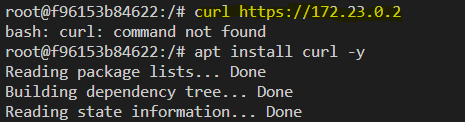 root@f96153b84622:/# curl https://172.23.0.2
bash: curl: command not found
root@f96153b84622:/# apt install curl -y
Reading package lists... Done
Building dependency tree... Done
Reading state information... Done